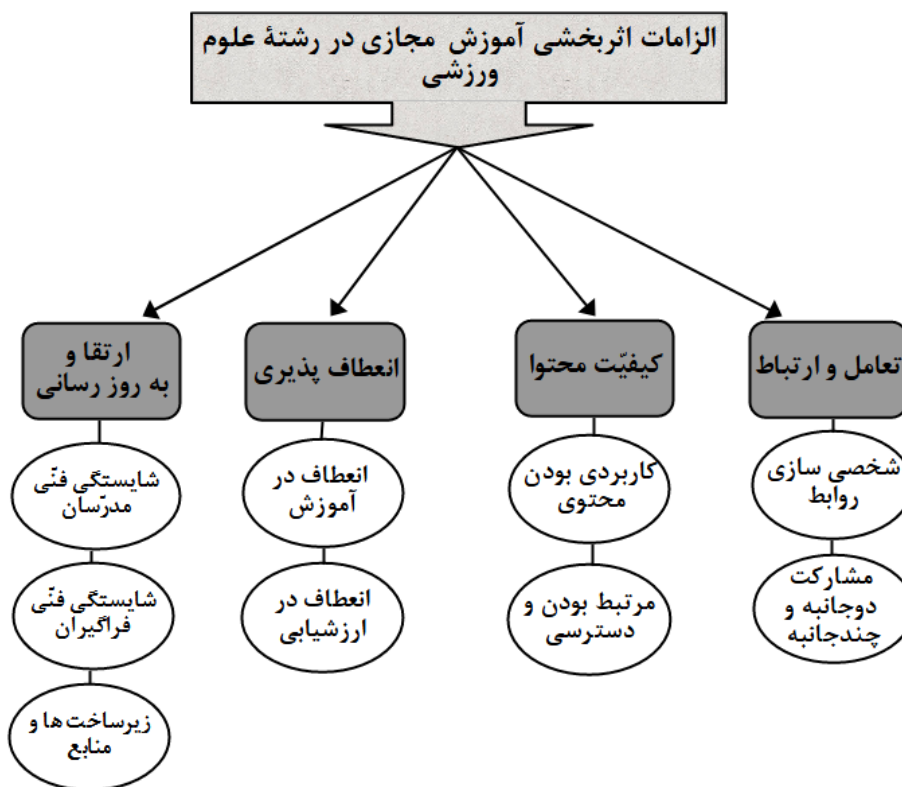 الزامات اثربخشی آموزش مجازی در رشتۀ علوم
ورزشی
تعامل و ارتباط
شخصی سازی
روابط
مشارکت
دوجانبه و
چندجانبه
کیفیّت محتوا
کاربردی بودن
محتوی
مرتبط بودن و
دسترسی
انعطاف پذیری
انعطاف در
آموزش
انعطاف در
ارزشیابی
ارتقا و
به روز رسانی
شایستگی فنّی
مدرّسان
شایستگی فنّی
فراگیران
زیرساخت‌ها و
منابع